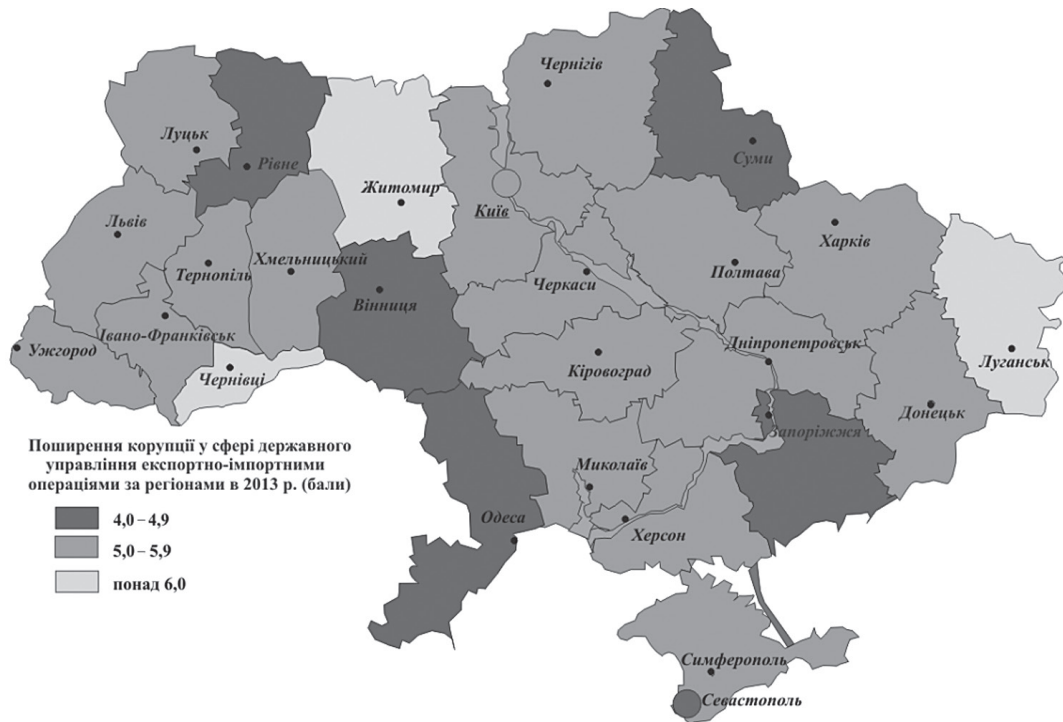 Чернігів
Луцьк
Рівне
Суми
Житомир
Київ
Львів
Харків
Тернопіль
Хмельницький
Полтава
Черкаси
Вінниця
Івано-Франківськ
Ужгород
Дніпропетровськ
Луганськ
Чернівці
Кіровоград
Донецьк
Запоріжжя
Поширення корупції у сфері державного
управління експортно-імпортними
операціями за регіонами в 2013 р. (бали)
4,0 – 4,9
5,0 – 5,9
понад 6,0
Миколаїв
Одеса
Херсон
Симферополь
Севастополь